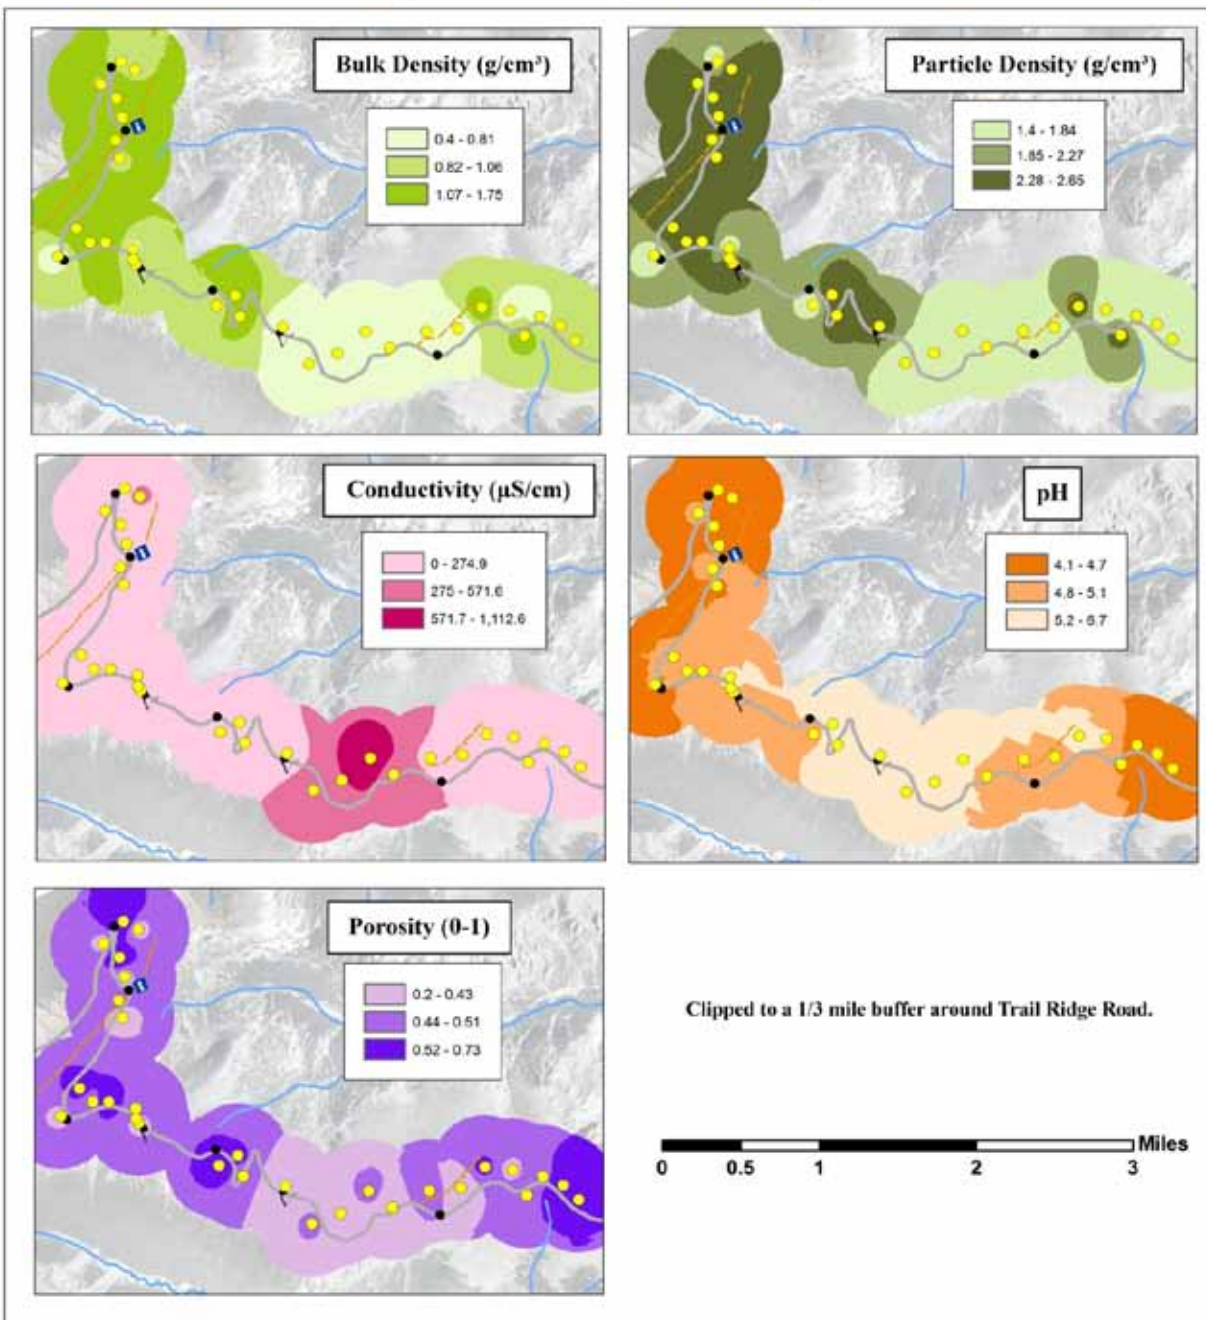 Bulk Density (g/cm³)
0.4 - 0.81
0.82 - 1.06
1.07 - 1.75
Particle Density (g/cm³)
1.4 - 1.84
1.85 - 2.27
2.28 - 2.65
Conductivity (µS/cm)
0 - 274.9
275 - 571.6
571.7 - 1,112.6
pH
4.1 - 4.7
4.8 - 5.1
5.2 - 6.7
Porosity (0-1)
0.2 - 0.43
0.44 - 0.51
0.52 - 0.73
Clipped to a 1/3 mile buffer around Trail Ridge Road.
Miles
0 0.5 1 2 3